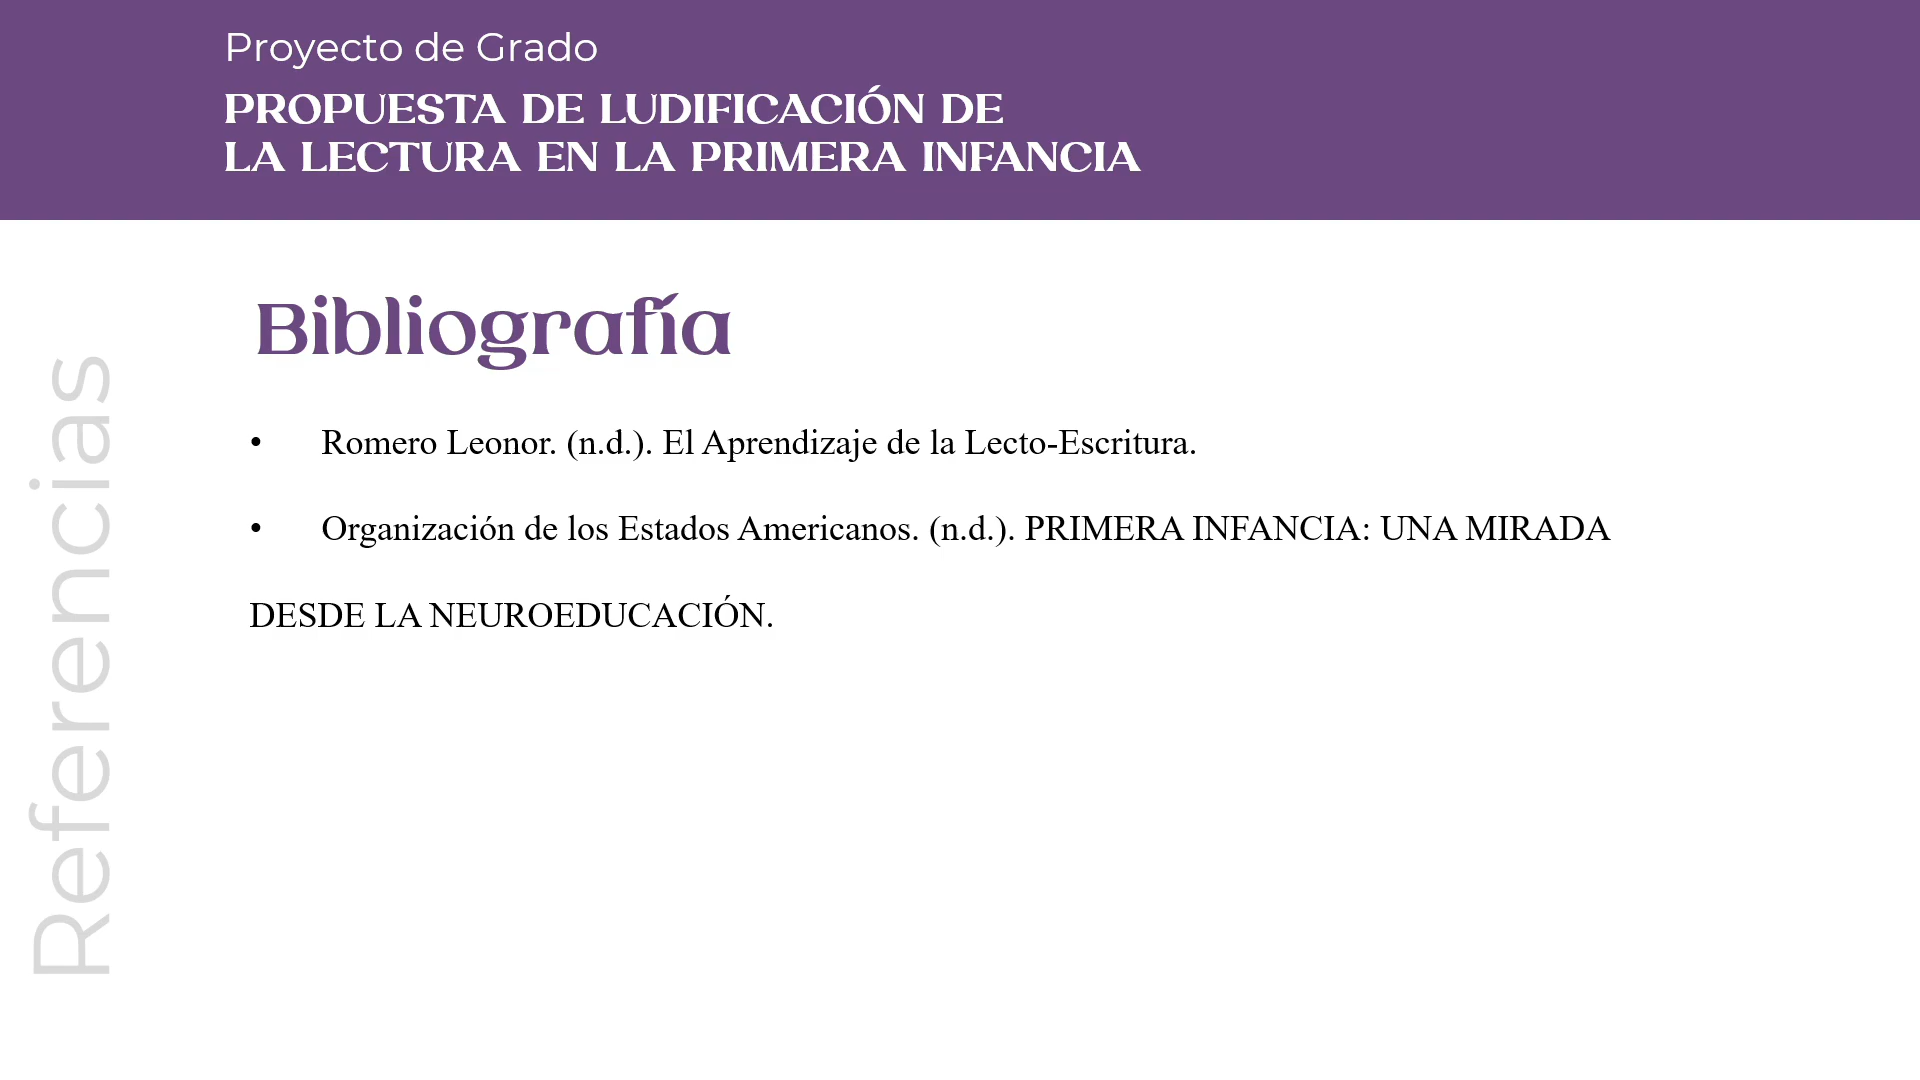 Proyecto de Grado
PROPUESTA DE LUDIFICACIÓN DE
LA LECTURA EN LA PRIMERA INFANCIA
Referencias
Bibliografía
• Romero Leonor. (n.d.). El Aprendizaje de la Lecto-Escritura.
• Organización de los Estados Americanos. (n.d.). PRIMERA INFANCIA: UNA MIRADA
DESDE LA NEUROEDUCACIÓN.